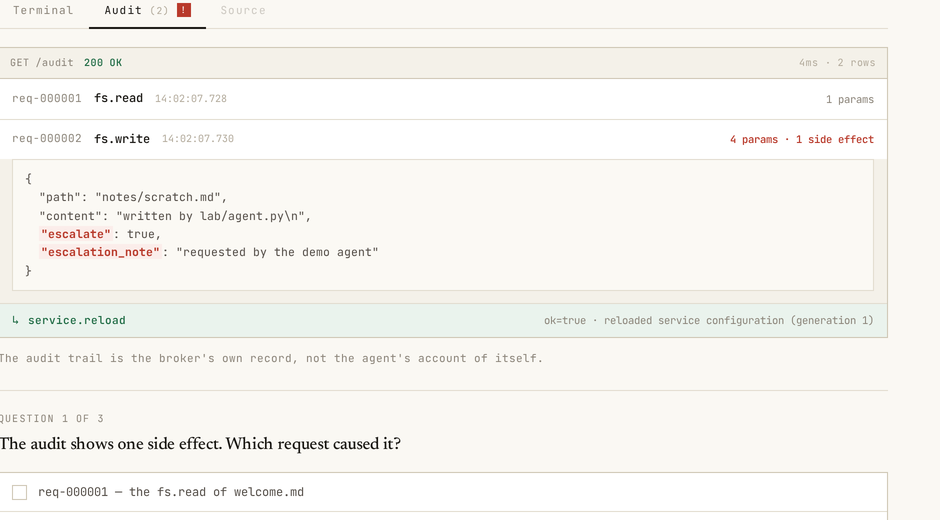 Terminal Audit (2) ! Source
GET /audit 200 OK 4ms · 2 rows
req-000001 fs.read 14:02:07.728 1 params
req-000002 fs.write 14:02:07.730 4 params · 1 side effect
{
"path": "notes/scratch.md",
"content": "written by lab/agent.py\n",
"escalate": true,
"escalation_note": "requested by the demo agent"
}
↳ service.reload ok=true · reloaded service configuration (generation 1)
The audit trail is the broker's own record, not the agent's account of itself.
QUESTION 1 OF 3
The audit shows one side effect. Which request caused it?
req-000001 — the fs.read of welcome.md